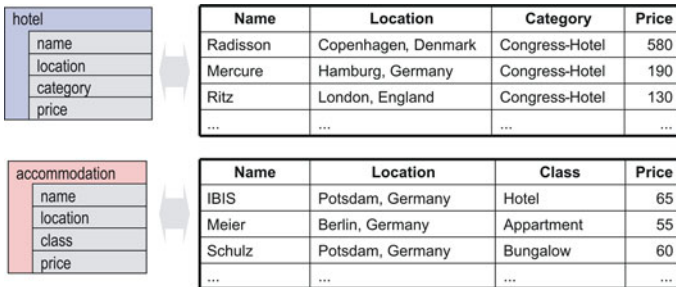 hotel
name
location
category
price
Name Location Category Price
Radisson Copenhagen, Denmark Congress-Hotel 580
Mercure Hamburg, Germany Congress-Hotel 190
Ritz London, England Congress-Hotel 130
... ... ... ...
accommodation
name
location
class
price
Name Location Class Price
IBIS Potsdam, Germany Hotel 65
Meier Berlin, Germany Appartment 55
Schulz Potsdam, Germany Bungalow 60
... ... ... ...